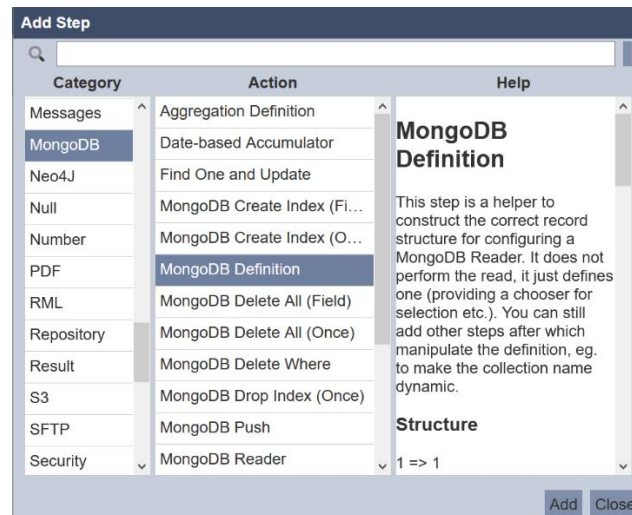 Add Step
Category
Action
Help
Messages
MongoDB
Neo4J
Null
Number
PDF
RML
Repository
Result
S3
SFTP
Security
Aggregation Definition
Date-based Accumulator
Find One and Update
MongoDB Create Index (Fi…
MongoDB Create Index (O…
MongoDB Definition
MongoDB Delete All (Field)
MongoDB Delete All (Once)
MongoDB Delete Where
MongoDB Drop Index (Once)
MongoDB Push
MongoDB Reader
MongoDB
Definition
This step is a helper to
construct the correct record
structure for configuring a
MongoDB Reader. It does not
perform the read, it just defines
one (providing a chooser for
selection etc.). You can still
add other steps after which
manipulate the definition, eg.
to make the collection name
dynamic.
Structure
1 => 1
Add
Close